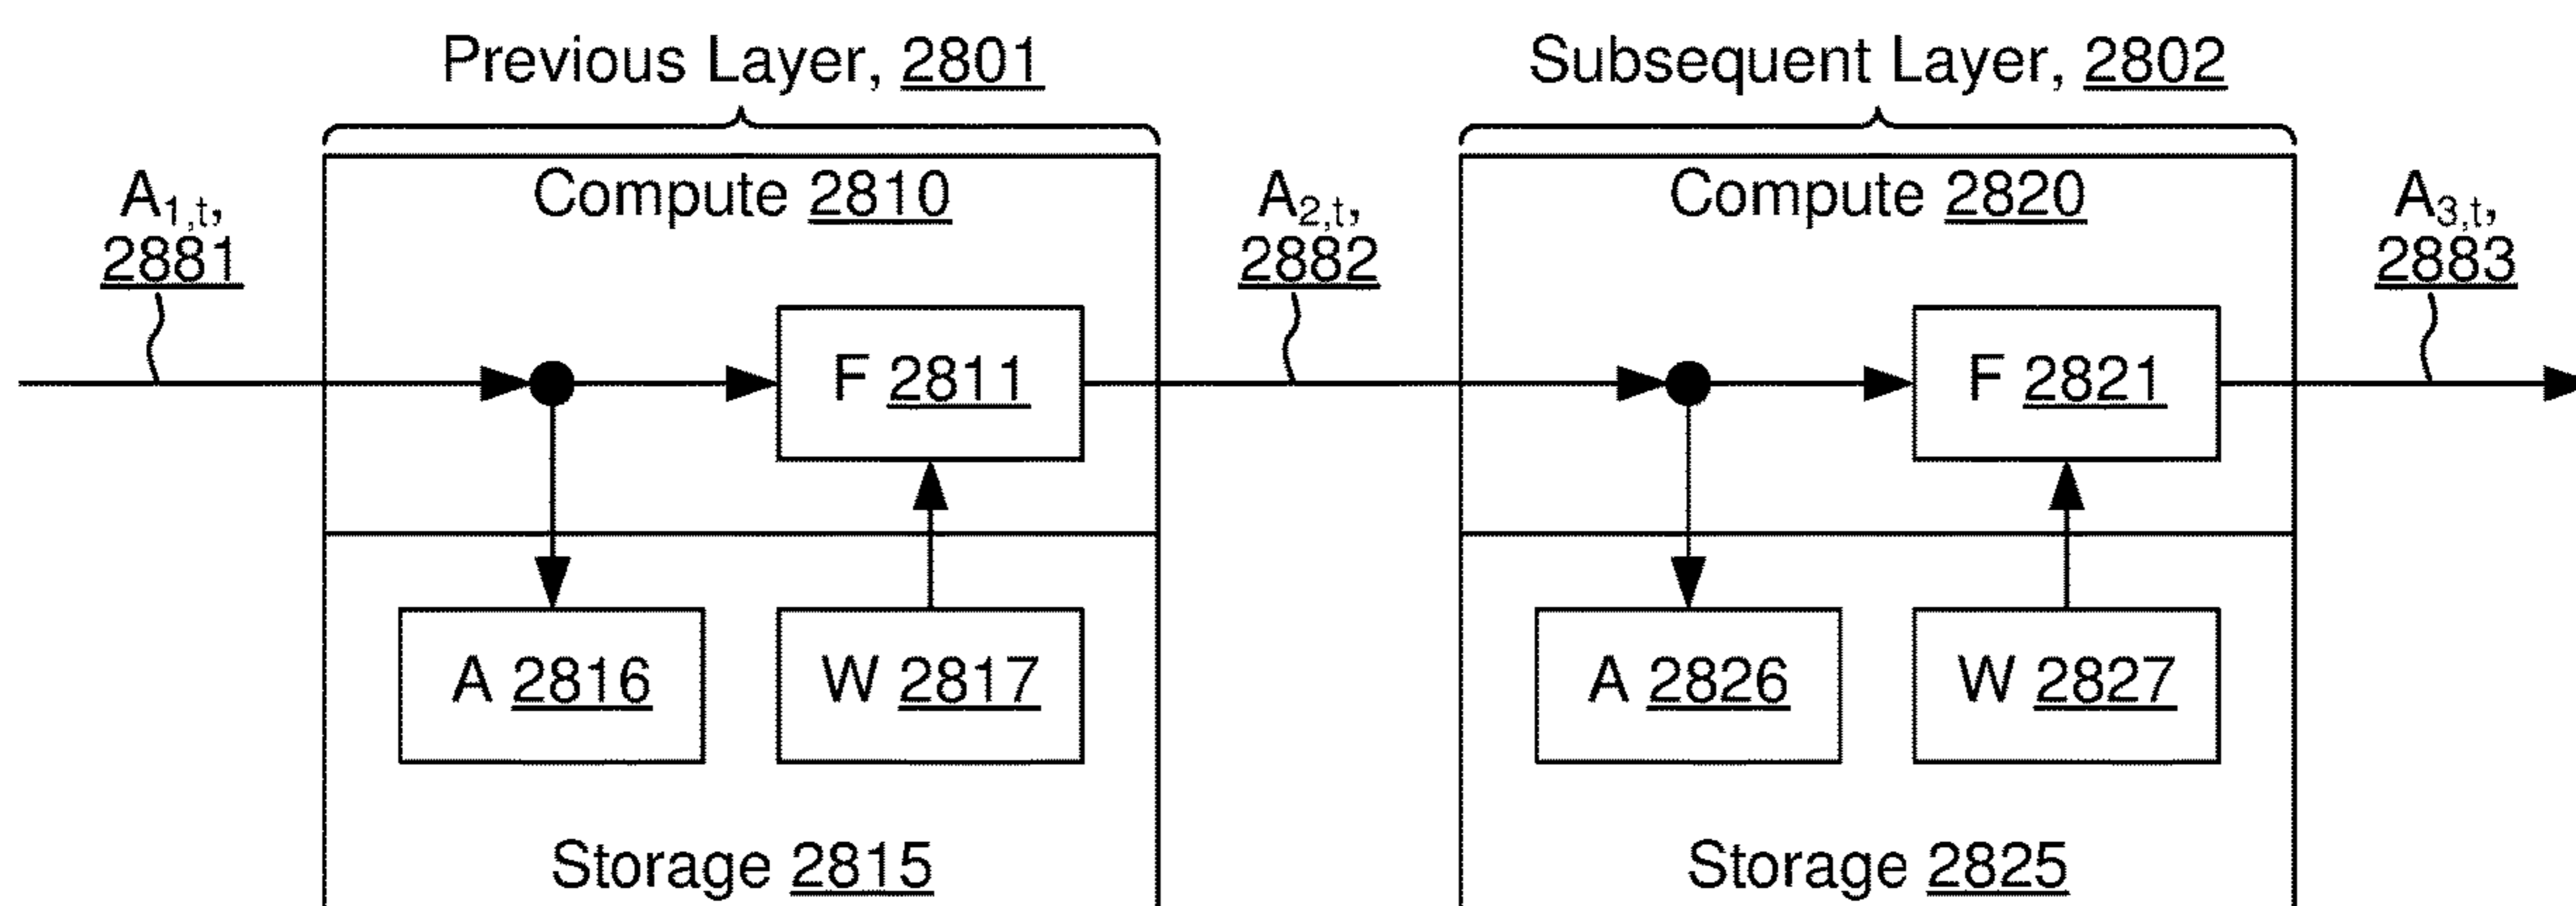 Previous Layer, 2801
Subsequent Layer, 2802
A1,t,
2881
Compute 2810
A2,t,
2882
Compute 2820
A3,t,
2883
F 2811
F 2821
A 2816
W 2817
A 2826
W 2827
Storage 2815
Storage 2825